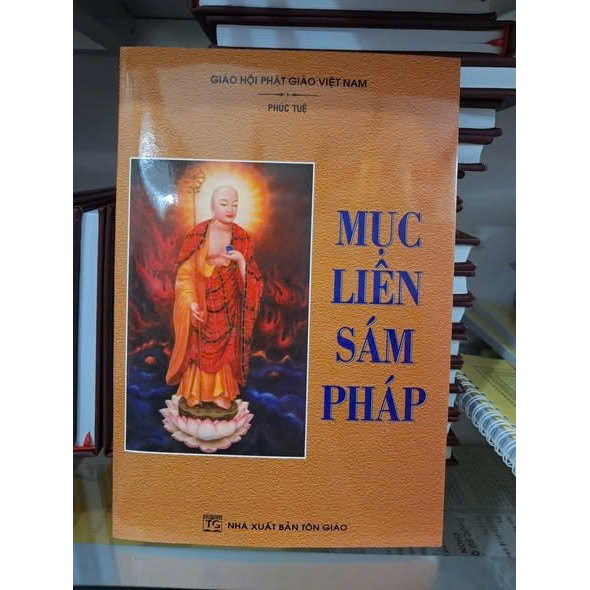 GIÁO HỘI PHẬT GIÁO VIỆT NAM
PHÚC TUỆ
MỤC
LIÊN
SÁM
PHÁP
TG
NHÀ XUẤT BẢN TÔN GIÁO